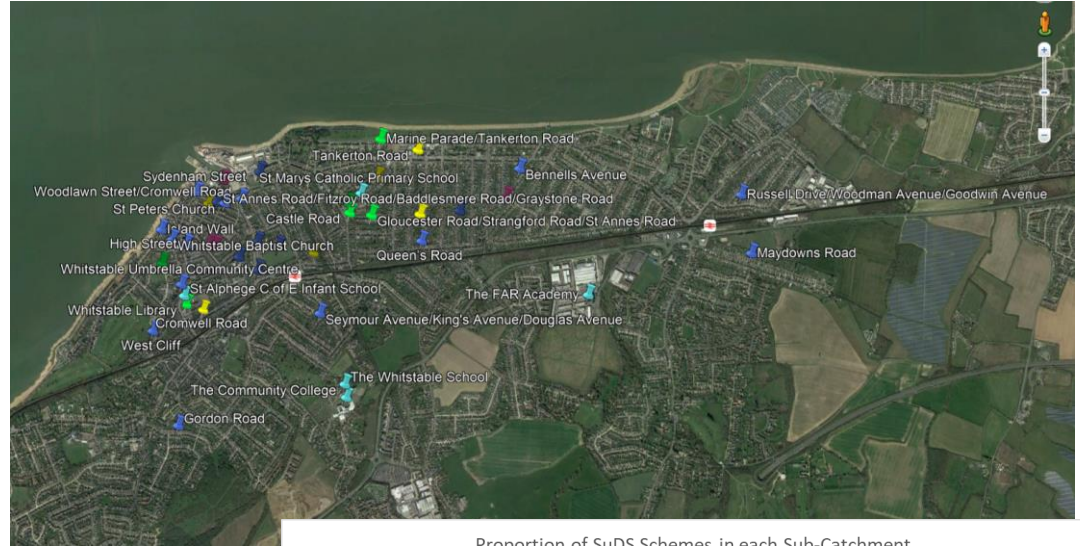 Marine Parade/Tankerton Road
Tankerton Road
Sydenham Street
St Marys Catholic Primary School
Bennells Avenue
Woodlawn Street/Cromwell Road
St Annes Road/Fitzroy Road/Baddlesmere Road/Graystone Road
Russell Drive/Woodman Avenue/Goodwin Avenue
St Peters Church
Castle Road
Gloucester Road/Strangford Road/St Annes Road
Island Wall
High Street
Whitstable Baptist Church
Queen's Road
Maydowns Road
Whitstable Umbrella Community Centre
St Alphege C of E Infant School
The FAR Academy
Whitstable Library
Cromwell Road
Seymour Avenue/King's Avenue/Douglas Avenue
West Cliff
The Whitstable School
The Community College
Gordon Road
Proportion of SuDS Schemes in each Sub-Catchment